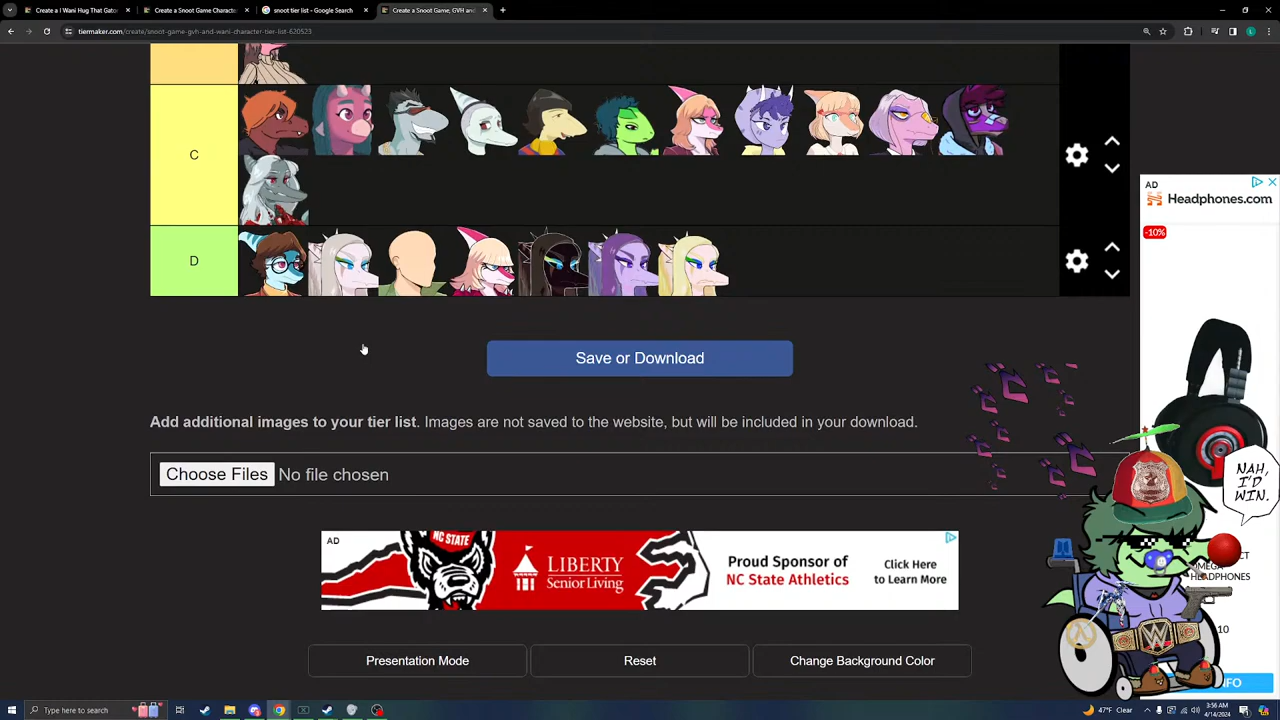 Create a I Wani Hug That Gator
Create a Snoot Game Character
snoot tier list - Google Search
Create a Snoot Game, GVH and
tiermaker.com/create/snoot-game-gvh-and-wani-character-tier-list-620523
C
D
AD
Headphones.com
-10%
Save or Download
Add additional images to your tier list. Images are not saved to the website, but will be included in your download.
Choose Files No file chosen
NAH,
I'D
WIN.
AD
NC STATE
LIBERTY
Senior Living
Proud Sponsor of
NC State Athletics
Click Here
to Learn More
OMEGA
HEADPHONES
10
W
Presentation Mode
Reset
Change Background Color
Type here to search
47°F Clear
3:56 AM
4/14/2024